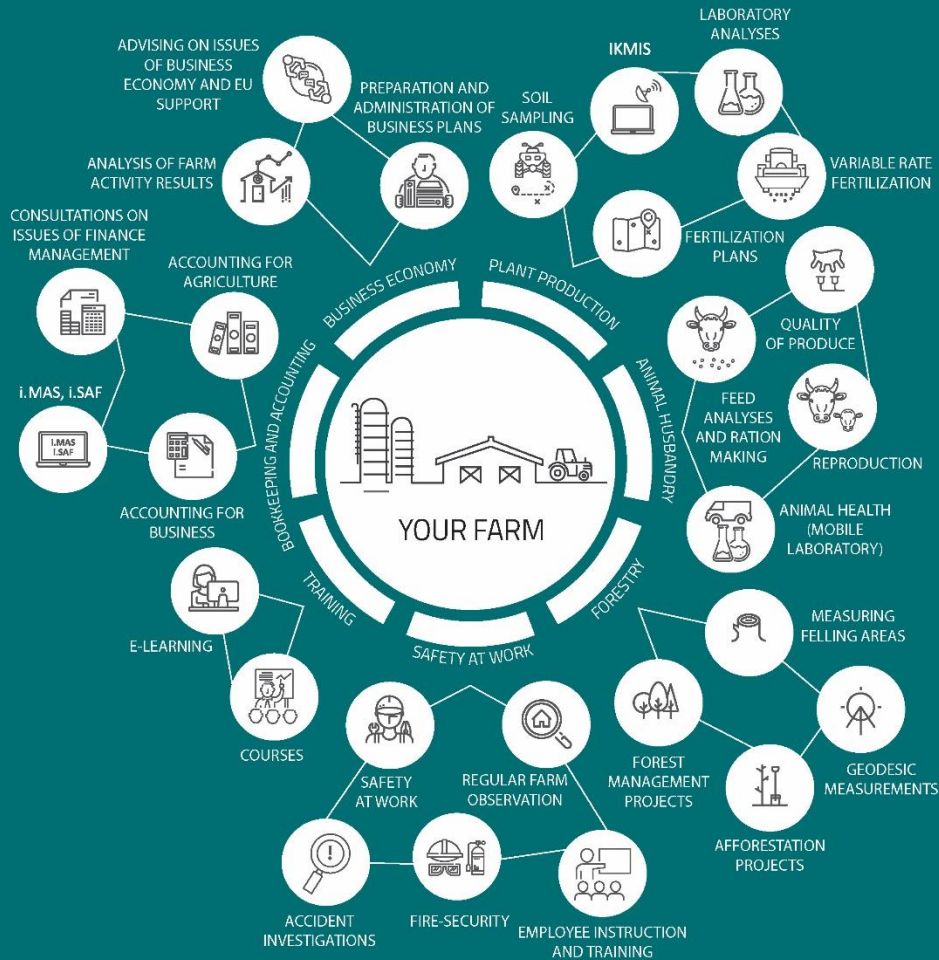 ADVISING ON ISSUES
OF BUSINESS
ECONOMY AND EU
SUPPORT
PREPARATION AND
ADMINISTRATION OF
BUSINESS PLANS
ANALYSIS OF FARM
ACTIVITY RESULTS
BUSINESS ECONOMY
LABORATORY
ANALYSES
IKMIS
SOIL
SAMPLING
VARIABLE RATE
FERTILIZATION
FERTILIZATION
PLANS
PLANT PRODUCTION
CONSULTATIONS ON
ISSUES OF FINANCE
MANAGEMENT
ACCOUNTING FOR
AGRICULTURE
i.MAS, i.SAF
i.MAS
i.SAF
ACCOUNTING FOR
BUSINESS
BOOKKEEPING AND ACCOUNTING
QUALITY
OF PRODUCE
FEED
ANALYSES
AND RATION
MAKING
REPRODUCTION
ANIMAL HEALTH
(MOBILE
LABORATORY)
ANIMAL HUSBANDRY
YOUR FARM
TRAINING
E-LEARNING
COURSES
SAFETY AT WORK
SAFETY
AT WORK
REGULAR FARM
OBSERVATION
ACCIDENT
INVESTIGATIONS
FIRE-SECURITY
EMPLOYEE INSTRUCTION
AND TRAINING
FORESTRY
MEASURING
FELLING AREAS
FOREST
MANAGEMENT
PROJECTS
GEODESIC
MEASUREMENTS
AFFORESTATION
PROJECTS